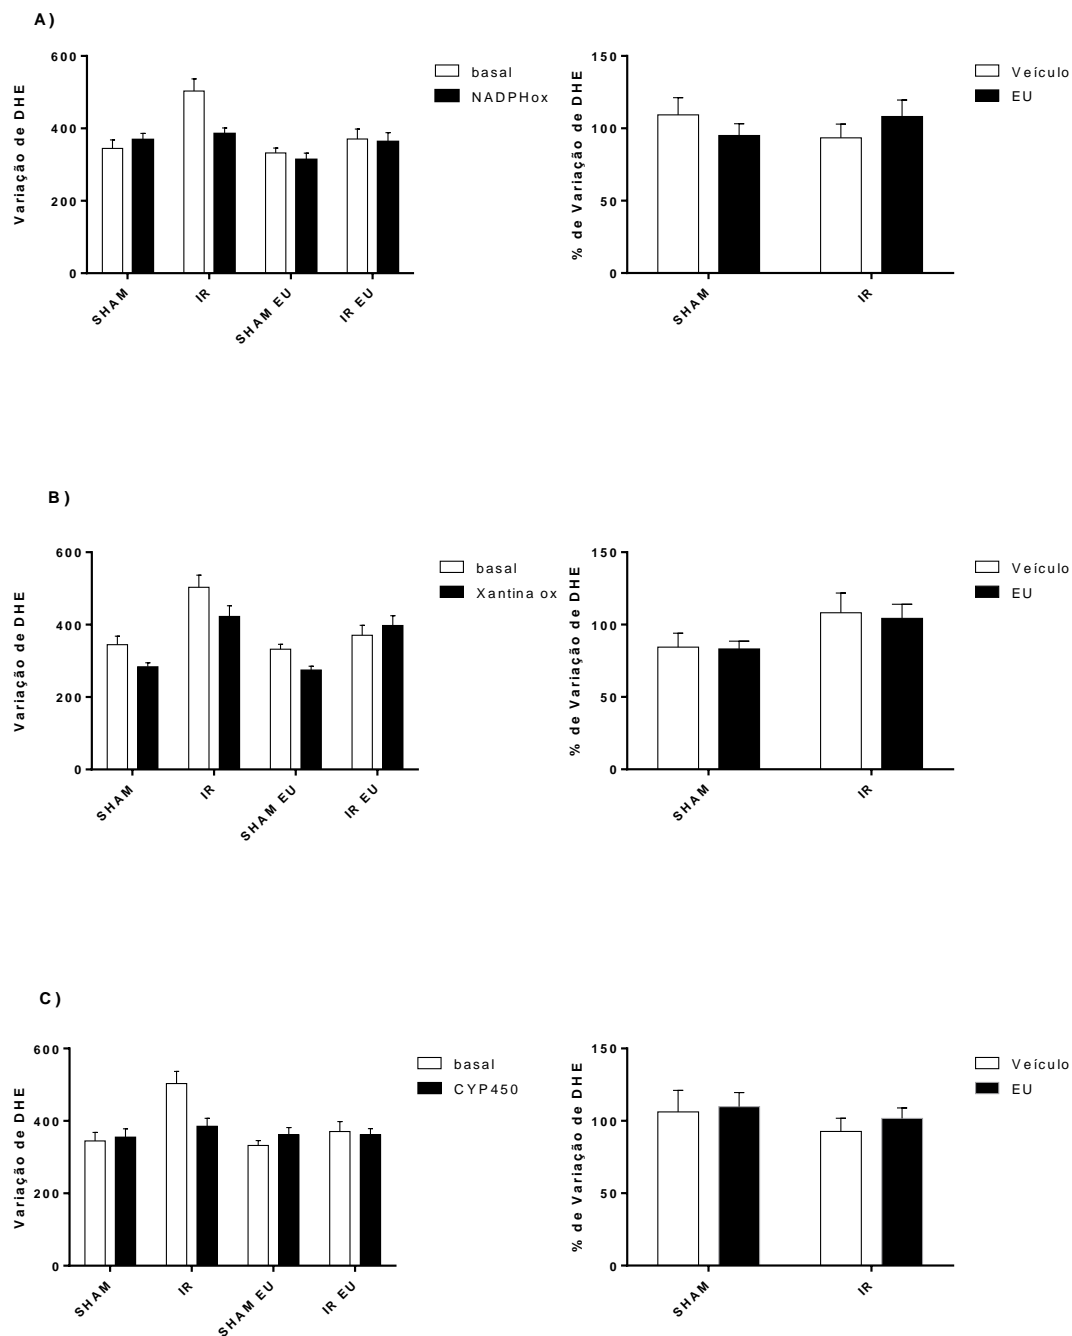 A)
Variação de DHE
600
400
200
0
SHAM
IR
SHAM EU
IR EU
basal
NADPHox
% de Variação de DHE
150
100
50
0
SHAM
IR
Veículo
EU
B)
Variação de DHE
600
400
200
0
SHAM
IR
SHAM EU
IR EU
basal
Xantina ox
% de Variação de DHE
150
100
50
0
SHAM
IR
Veículo
EU
C)
Variação de DHE
600
400
200
0
SHAM
IR
SHAM EU
IR EU
basal
CYP450
% de Variação de DHE
150
100
50
0
SHAM
IR
Veículo
EU